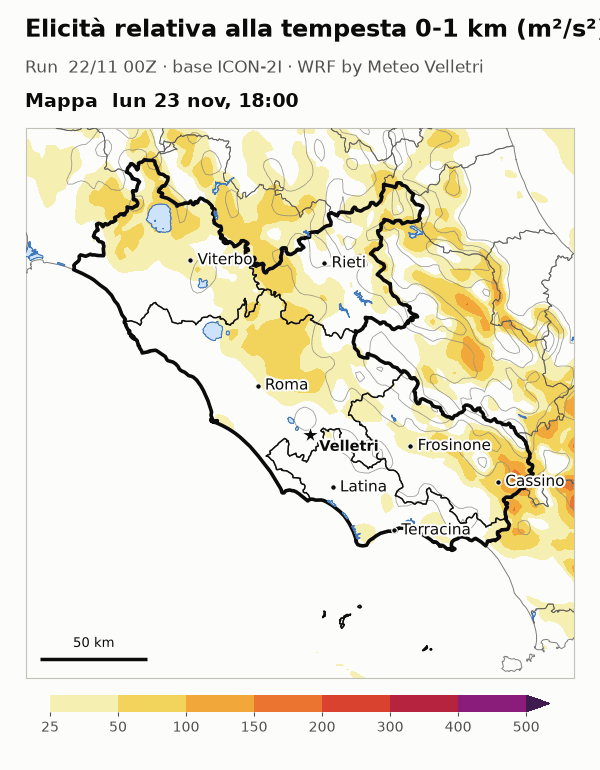 Elicità relativa alla tempesta 0-1 km (m²/s²)
Run 22/11 00Z · base ICON-2I · WRF by Meteo Velletri
Mappa lun 23 nov, 18:00
Viterbo
Rieti
Roma
Velletri
Frosinone
Cassino
Latina
Terracina
50 km
25 50 100 150 200 300 400 500